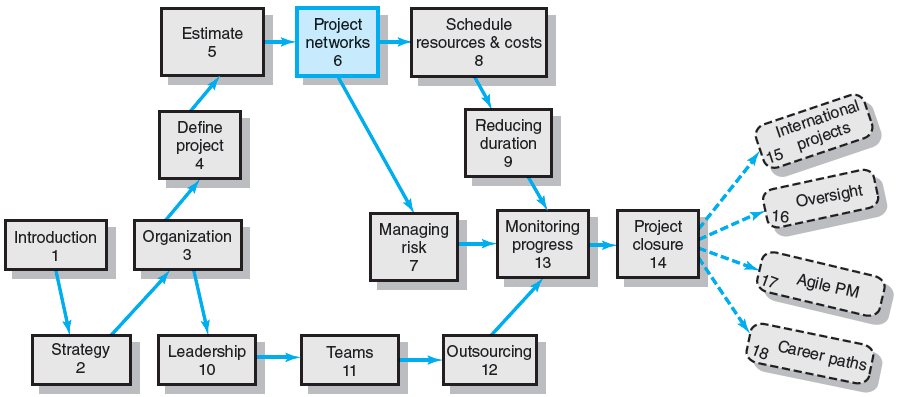 Estimate
5
Project
networks
6
Schedule
resources & costs
8
Define
project
4
Reducing
duration
9
International
projects
15
Oversight
16
Introduction
1
Organization
3
Managing
risk
7
Monitoring
progress
13
Project
closure
14
Agile PM
17
Strategy
2
Leadership
10
Teams
11
Outsourcing
12
Career paths
18